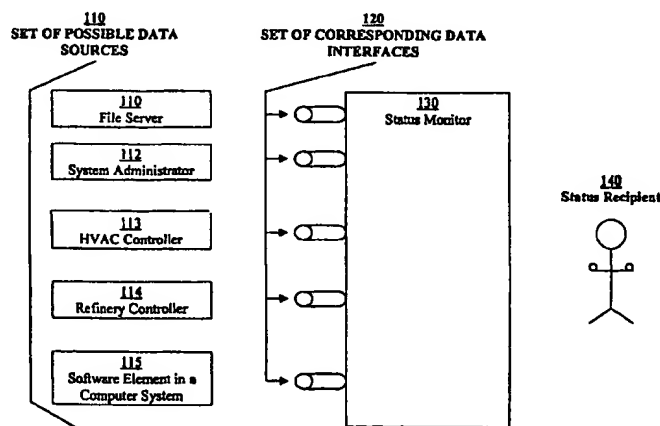 110
SET OF POSSIBLE DATA
SOURCES
120
SET OF CORRESPONDING DATA
INTERFACES
110
File Server
112
System Administrator
113
HVAC Controller
114
Refinery Controller
115
Software Element in a
Computer System
130
Status Monitor
140
Status Recipient